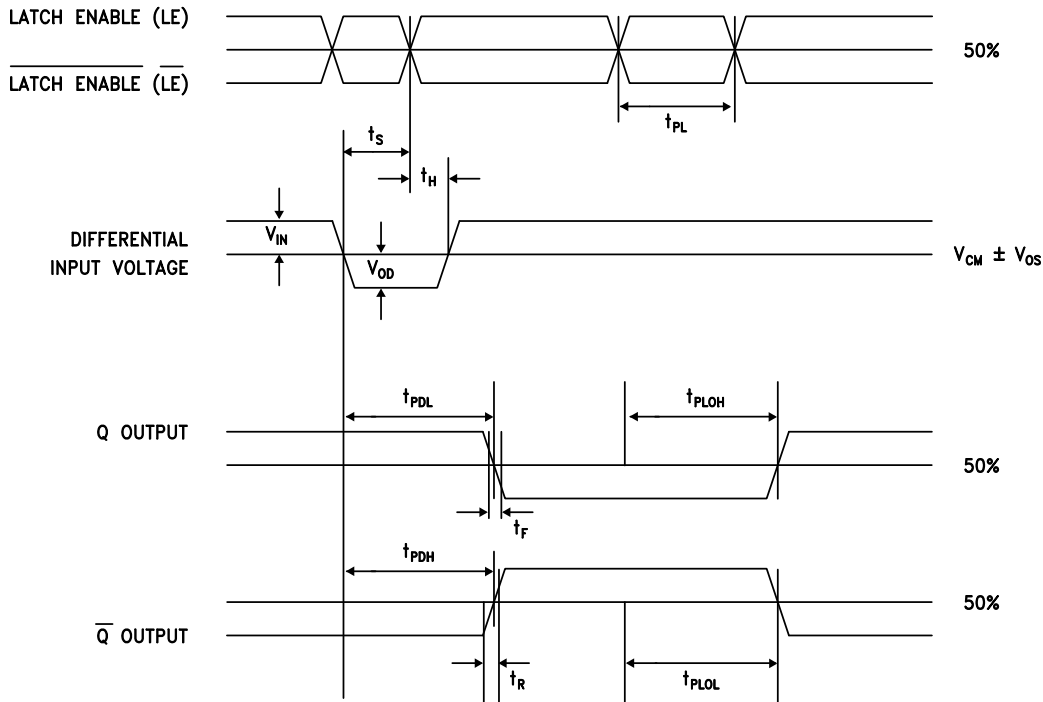 LATCH ENABLE (LE)
50%
LATCH ENABLE (LE)
tPL
tS
tH
VIN
DIFFERENTIAL
INPUT VOLTAGE
VOD
VCM ± VOS
tPDL
tPLOH
Q OUTPUT
50%
tF
tPDH
50%
Q OUTPUT
tR
tPLOL